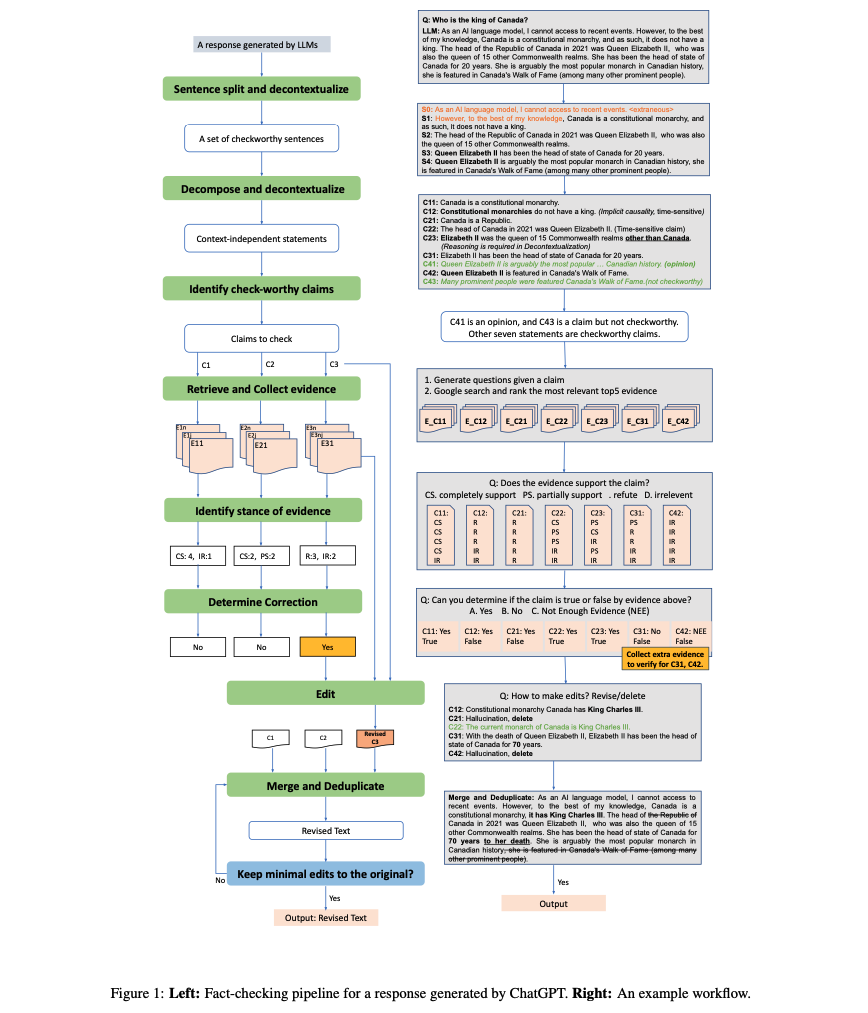 A response generated by LLMs
Sentence split and decontextualize
A set of checkworthy sentences
Decompose and decontextualize
Context-independent statements
Identify check-worthy claims
Claims to check
C1 C2 C3
Retrieve and Collect evidence
E1n E2n E3n
E1j E2j E3nj
E11 E21 E31
Identify stance of evidence
CS: 4, IR:1 CS:2, PS:2 R:3, IR:2
Determine Correction
No No Yes
Edit
C1 C2 Revised
C3
Merge and Deduplicate
Revised Text
Keep minimal edits to the original?
No
Yes
Output: Revised Text
Q: Who is the king of Canada?
LLM: As an AI language model, I cannot access to recent events. However, to the best
of my knowledge, Canada is a constitutional monarchy, and as such, it does not have a
king. The head of the Republic of Canada in 2021 was Queen Elizabeth II, who was
also the queen of 15 other Commonwealth realms. She has been the head of state of
Canada for 20 years. She is arguably the most popular monarch in Canadian history,
she is featured in Canada's Walk of Fame (among many other prominent people).
S0: As an AI language model, I cannot access to recent events. <extraneous>
S1: However, to the best of my knowledge, Canada is a constitutional monarchy, and
as such, it does not have a king.
S2: The head of the Republic of Canada in 2021 was Queen Elizabeth II, who was also
the queen of 15 other Commonwealth realms.
S3: Queen Elizabeth II has been the head of state of Canada for 20 years.
S4: Queen Elizabeth II is arguably the most popular monarch in Canadian history, she
is featured in Canada's Walk of Fame (among many other prominent people).
C11: Canada is a constitutional monarchy.
C12: Constitutional monarchies do not have a king. (Implicit causality, time-sensitive)
C21: Canada is a Republic.
C22: The head of Canada in 2021 was Queen Elizabeth II. (Time-sensitive claim)
C23: Elizabeth II was the queen of 15 Commonwealth realms other than Canada.
(Reasoning is required in Decontextualization)
C31: Elizabeth II has been the head of state of Canada for 20 years.
C41: Queen Elizabeth II is arguably the most popular ... Canadian history. (opinion)
C42: Queen Elizabeth II is featured in Canada's Walk of Fame.
C43: Many prominent people were featured Canada's Walk of Fame.(not checkworthy)
C41 is an opinion, and C43 is a claim but not checkworthy.
Other seven statements are checkworthy claims.
1. Generate questions given a claim
2. Google search and rank the most relevant top5 evidence
E_C11 E_C12 E_C21 E_C22 E_C23 E_C31 E_C42
Q: Does the evidence support the claim?
CS. completely support PS. partially support . refute D. irrelevent
C11: C12: C21: C22: C23: C31: C42:
CS R R CS PS PS IR
CS R R PS CS R IR
CS R R PS PS R IR
CS IR R IR PS IR IR
IR IR R IR IR IR IR
Q: Can you determine if the claim is true or false by evidence above?
A. Yes B. No C. Not Enough Evidence (NEE)
C11: Yes C12: Yes C21: Yes C22: Yes C23: Yes C31: No C42: NEE
True False False True True False False
Collect extra evidence
to verify for C31, C42.
Q: How to make edits? Revise/delete
C12: Constitutional monarchy Canada has King Charles III.
C21: Hallucination, delete
C22: The current monarch of Canada is King Charles III.
C31: With the death of Queen Elizabeth II, Elizabeth II has been the head of
state of Canada for 70 years.
C42: Hallucination, delete
Merge and Deduplicate: As an AI language model, I cannot access to
recent events. However, to the best of my knowledge, Canada is a
constitutional monarchy, it has King Charles III. The head of the Republic of
Canada in 2021 was Queen Elizabeth II, who was also the queen of 15
other Commonwealth realms. She has been the head of state of Canada for
70 years to her death. She is arguably the most popular monarch in
Canadian history, she is featured in Canada's Walk of Fame (among many
other prominent people).
Yes
Output
Figure 1: Left: Fact-checking pipeline for a response generated by ChatGPT. Right: An example workflow.